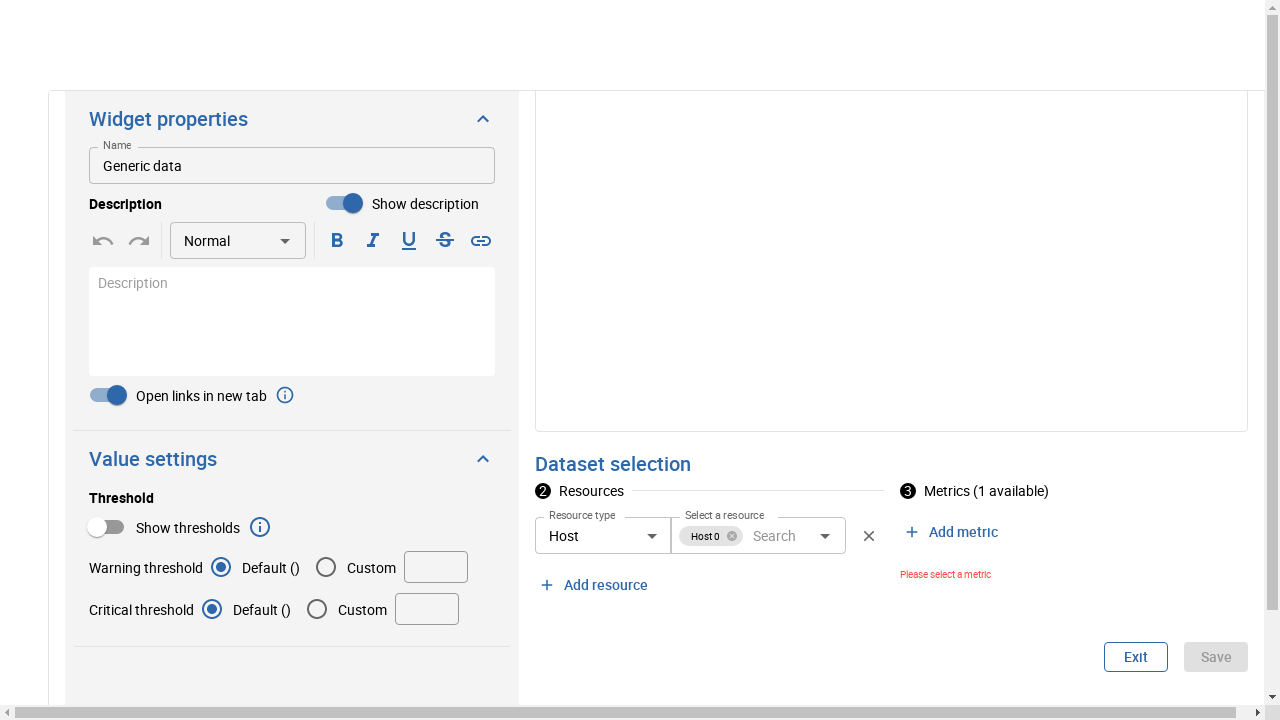 Widget properties
Name
Generic data
Description
Show description
Normal
B I U S
Description
Open links in new tab
Value settings
Threshold
Show thresholds
Warning threshold Default () Custom
Critical threshold Default () Custom
Dataset selection
2 Resources
Resource type
Host
Select a resource
Host 0
Search
Add resource
3 Metrics (1 available)
Add metric
Please select a metric
Exit
Save